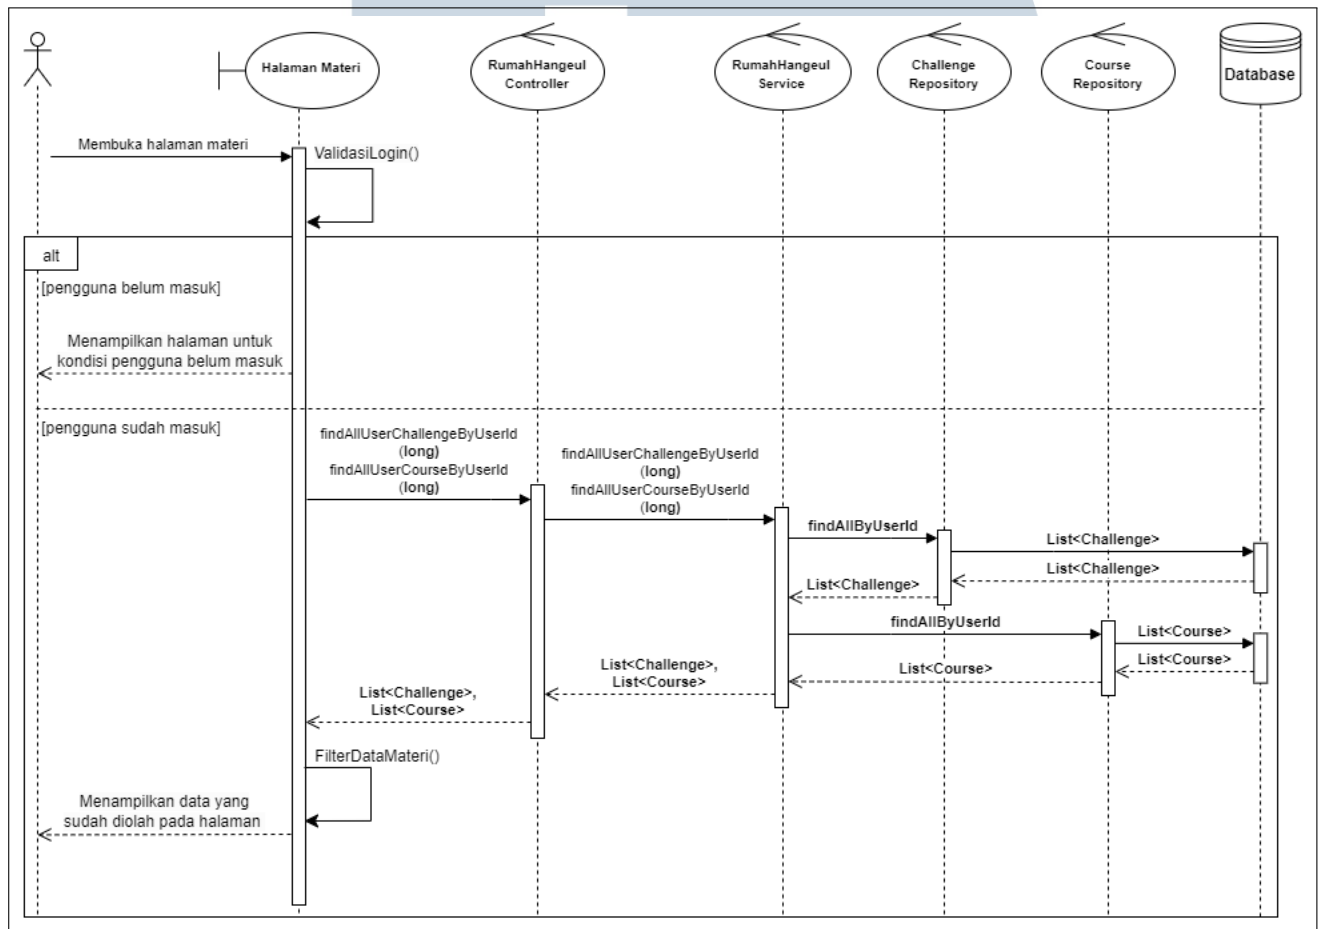 Halaman Materi
RumahHangeul
Controller
RumahHangeul
Service
Challenge
Repository
Course
Repository
Database
Membuka halaman materi
ValidasiLogin()
alt
[pengguna belum masuk]
Menampilkan halaman untuk
kondisi pengguna belum masuk
[pengguna sudah masuk]
findAllUserChallengeByUserId
(long)
findAllUserCourseByUserId
(long)
findAllUserChallengeByUserId
(long)
findAllUserCourseByUserId
(long)
findAllByUserId
List<Challenge>
List<Challenge>
List<Challenge>
findAllByUserId
List<Course>
List<Course>
List<Course>
List<Challenge>,
List<Course>
List<Challenge>,
List<Course>
FilterDataMateri()
Menampilkan data yang
sudah diolah pada halaman